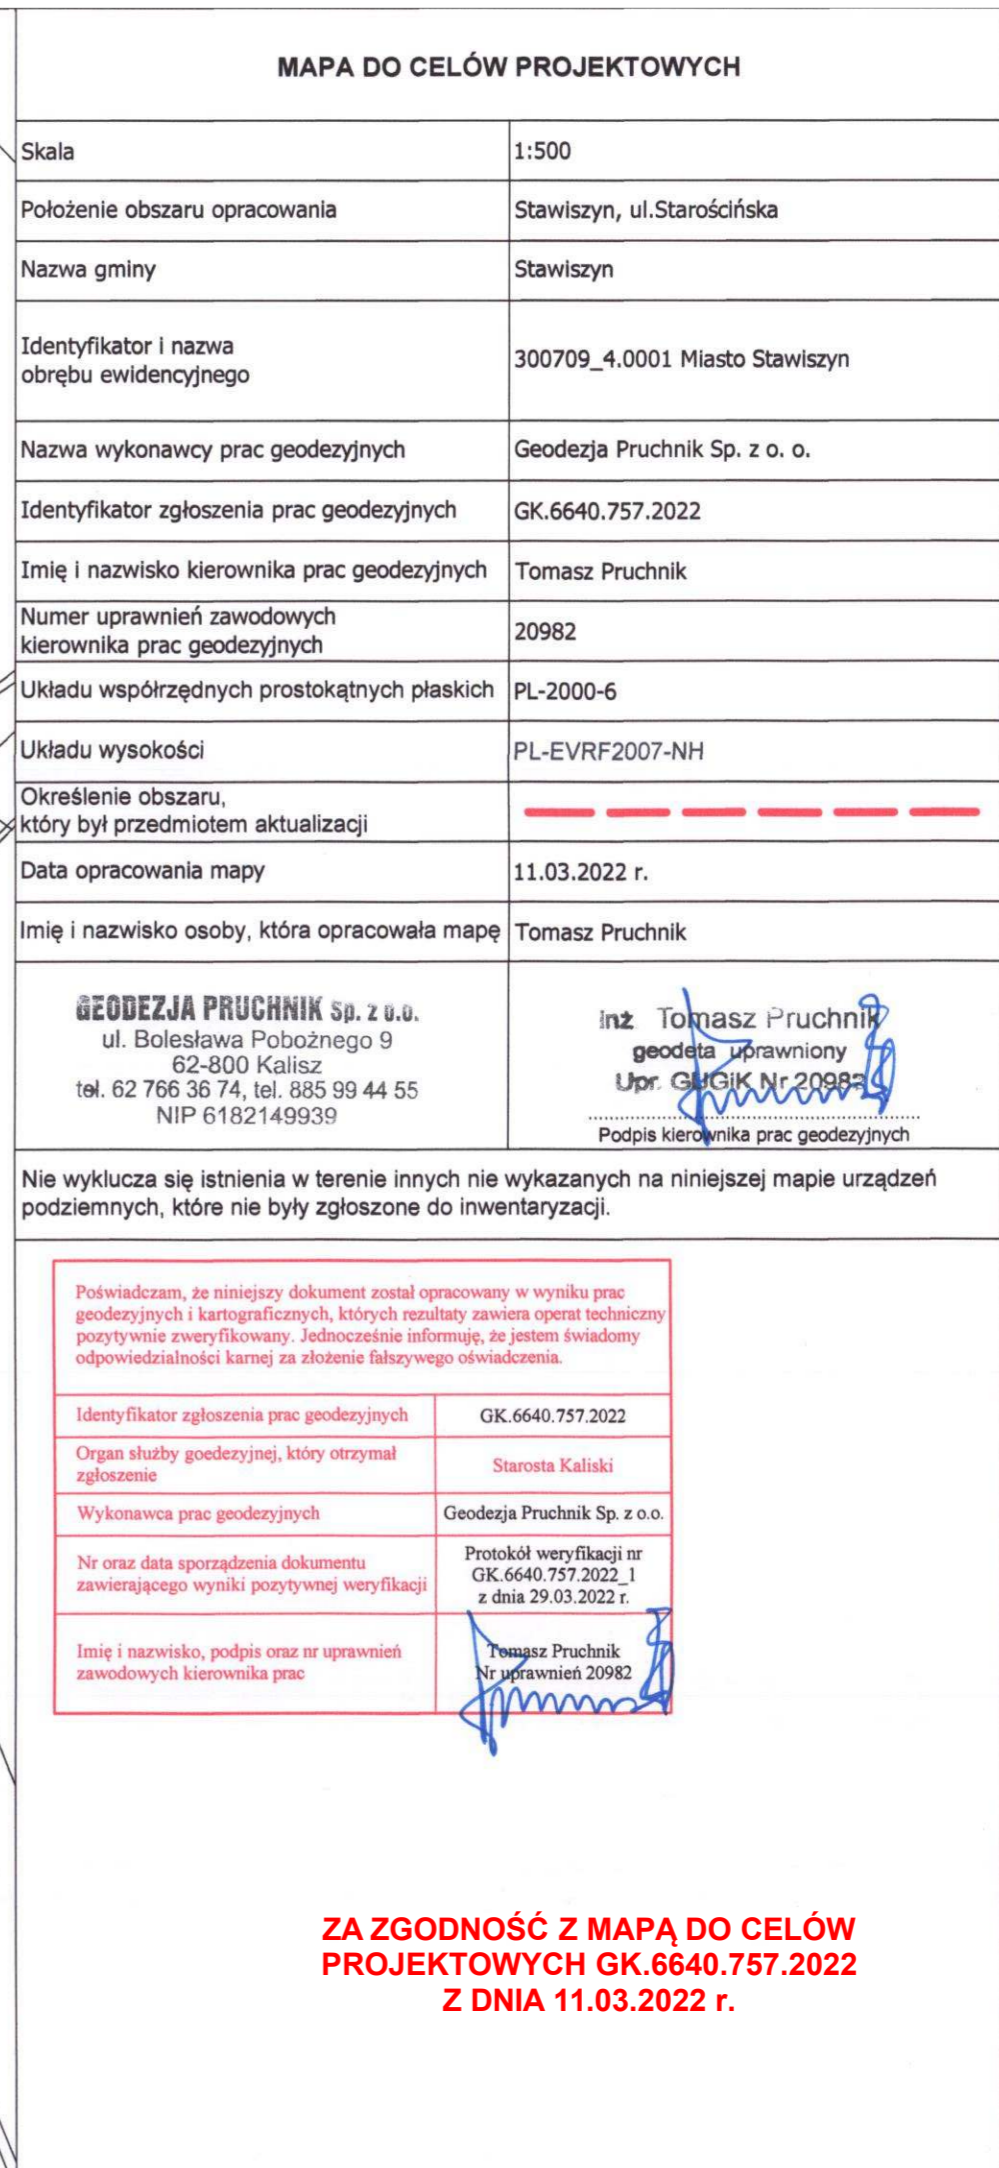 MAPA DO CELÓW PROJEKTOWYCH
Skala
1:500
Położenie obszaru opracowania
Stawiszyn, ul.Starościńska
Nazwa gminy
Stawiszyn
Identyfikator i nazwa
obrębu ewidencyjnego
300709_4.0001 Miasto Stawiszyn
Nazwa wykonawcy prac geodezyjnych
Geodezja Pruchnik Sp. z o. o.
Identyfikator zgłoszenia prac geodezyjnych
GK.6640.757.2022
Imię i nazwisko kierownika prac geodezyjnych
Tomasz Pruchnik
Numer uprawnień zawodowych
kierownika prac geodezyjnych
20982
Układu współrzędnych prostokątnych płaskich
PL-2000-6
Układu wysokości
PL-EVRF2007-NH
Określenie obszaru,
który był przedmiotem aktualizacji
Data opracowania mapy
11.03.2022 r.
Imię i nazwisko osoby, która opracowała mapę
Tomasz Pruchnik
GEODEZJA PRUCHNIK Sp. z o.o.
ul. Bolesława Pobożnego 9
62-800 Kalisz
tel. 62 766 36 74, tel. 885 99 44 55
NIP 6182149939
inż Tomasz Pruchnik
geodeta uprawniony
Upr. GUGiK Nr 20982
Podpis kierownika prac geodezyjnych
Nie wyklucza się istnienia w terenie innych nie wykazanych na niniejszej mapie urządzeń
podziemnych, które nie były zgłoszone do inwentaryzacji.
Poświadczam, że niniejszy dokument został opracowany w wyniku prac
geodezyjnych i kartograficznych, których rezultaty zawiera operat techniczny
pozytywnie zweryfikowany. Jednocześnie informuję, że jestem świadomy
odpowiedzialności karnej za złożenie fałszywego oświadczenia.
Identyfikator zgłoszenia prac geodezyjnych
GK.6640.757.2022
Organ służby goedezyjnej, który otrzymał
zgłoszenie
Starosta Kaliski
Wykonawca prac geodezyjnych
Geodezja Pruchnik Sp. z o.o.
Nr oraz data sporządzenia dokumentu
zawierającego wyniki pozytywnej weryfikacji
Protokół weryfikacji nr
GK.6640.757.2022_1
z dnia 29.03.2022 r.
Imię i nazwisko, podpis oraz nr uprawnień
zawodowych kierownika prac
Tomasz Pruchnik
Nr uprawnień 20982
ZA ZGODNOŚĆ Z MAPĄ DO CELÓW
PROJEKTOWYCH GK.6640.757.2022
Z DNIA 11.03.2022 r.